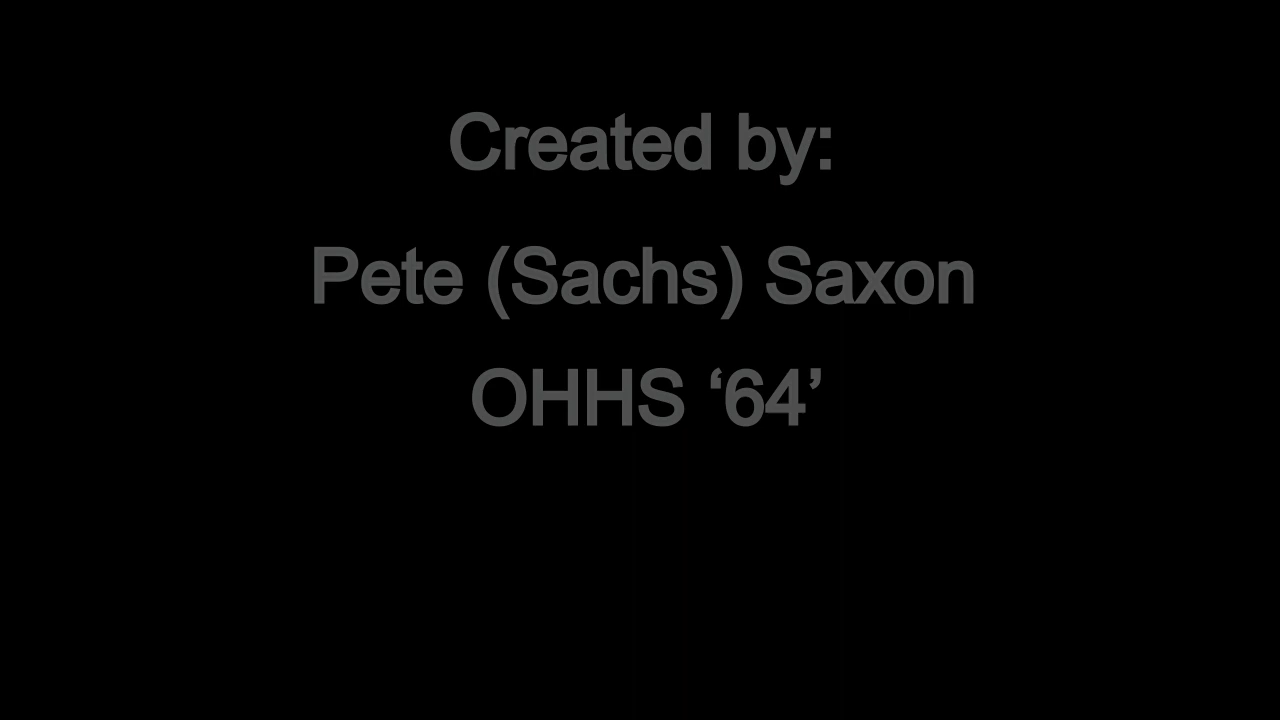 Created by:
Pete (Sachs) Saxon
OHHS ‘64’